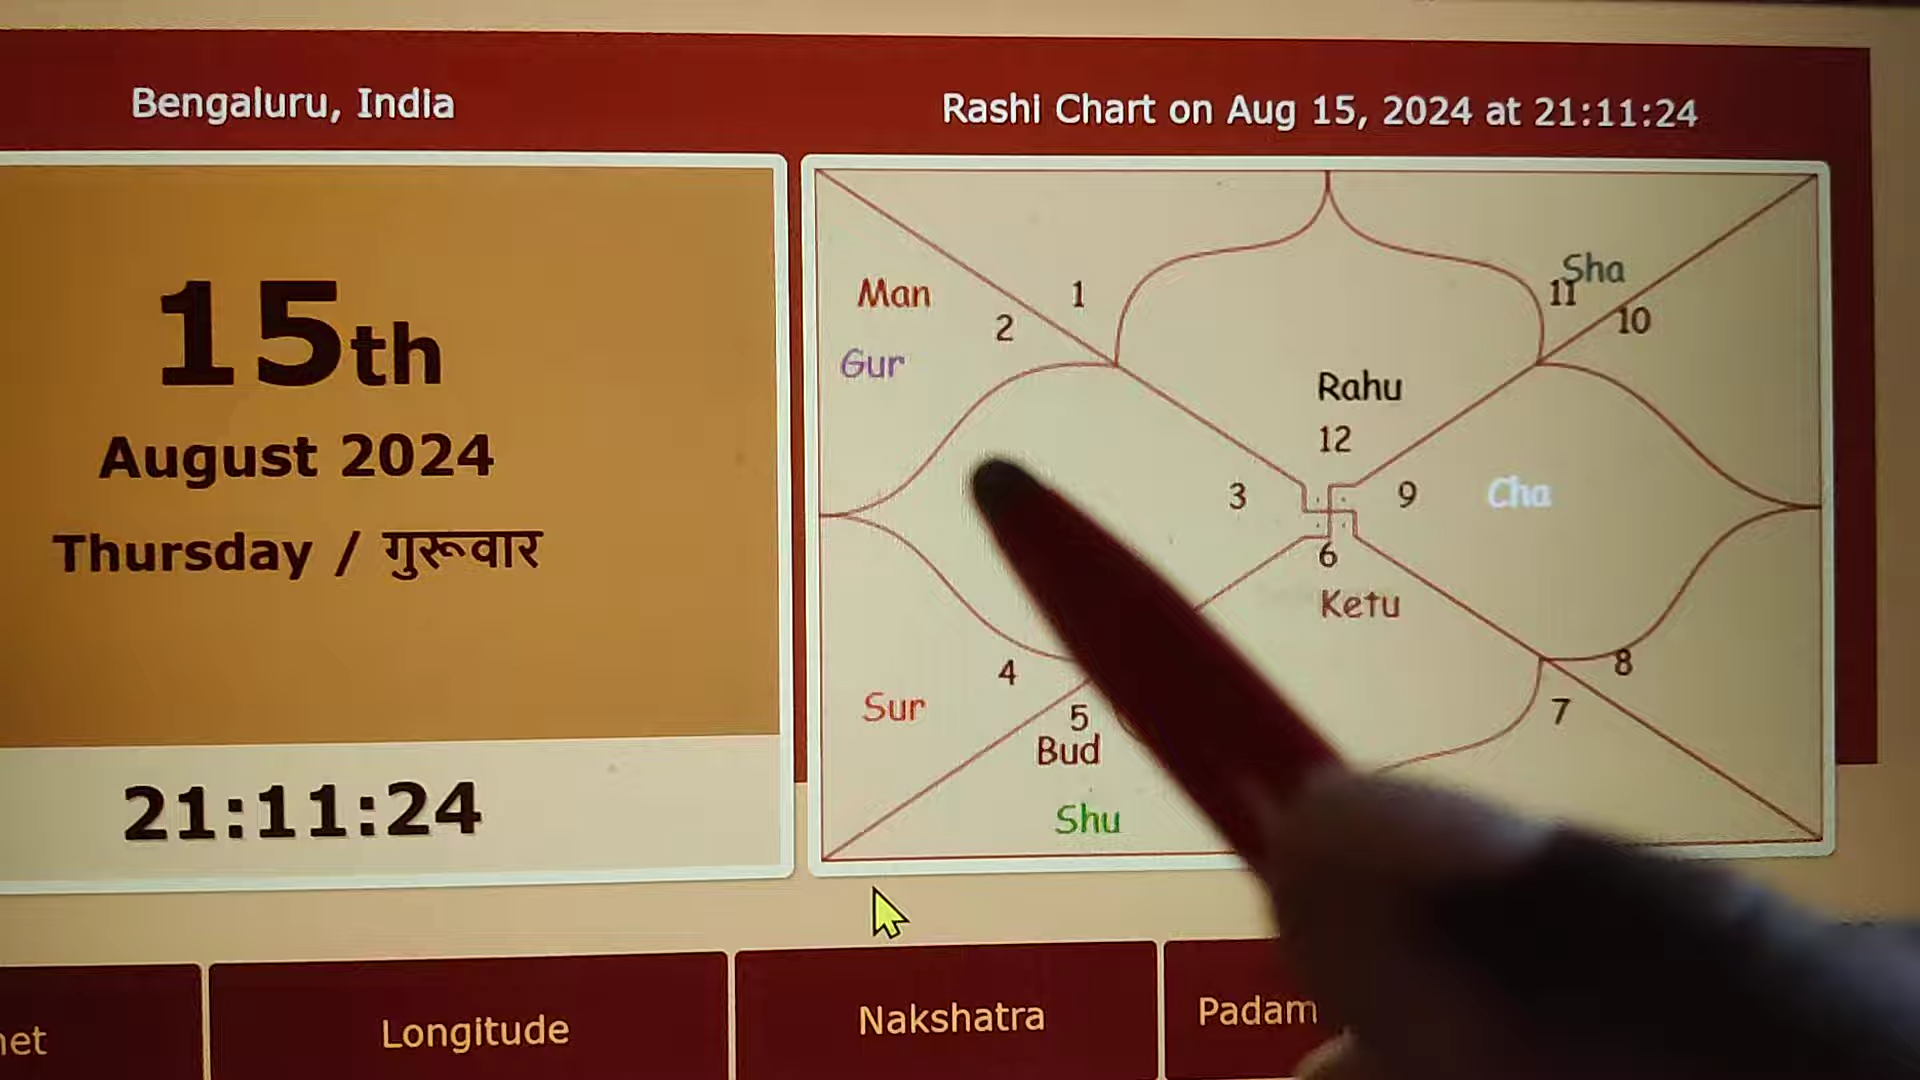 Bengaluru, India
15th
August 2024
Thursday / गुरूवार
21:11:24
Rashi Chart on Aug 15, 2024 at 21:11:24
Man
Gur
2
1
Sha
11
10
Rahu
12
3
9
Cha
6
Ketu
4
Sur
5
Bud
Shu
8
7
Longitude
Nakshatra
Padam